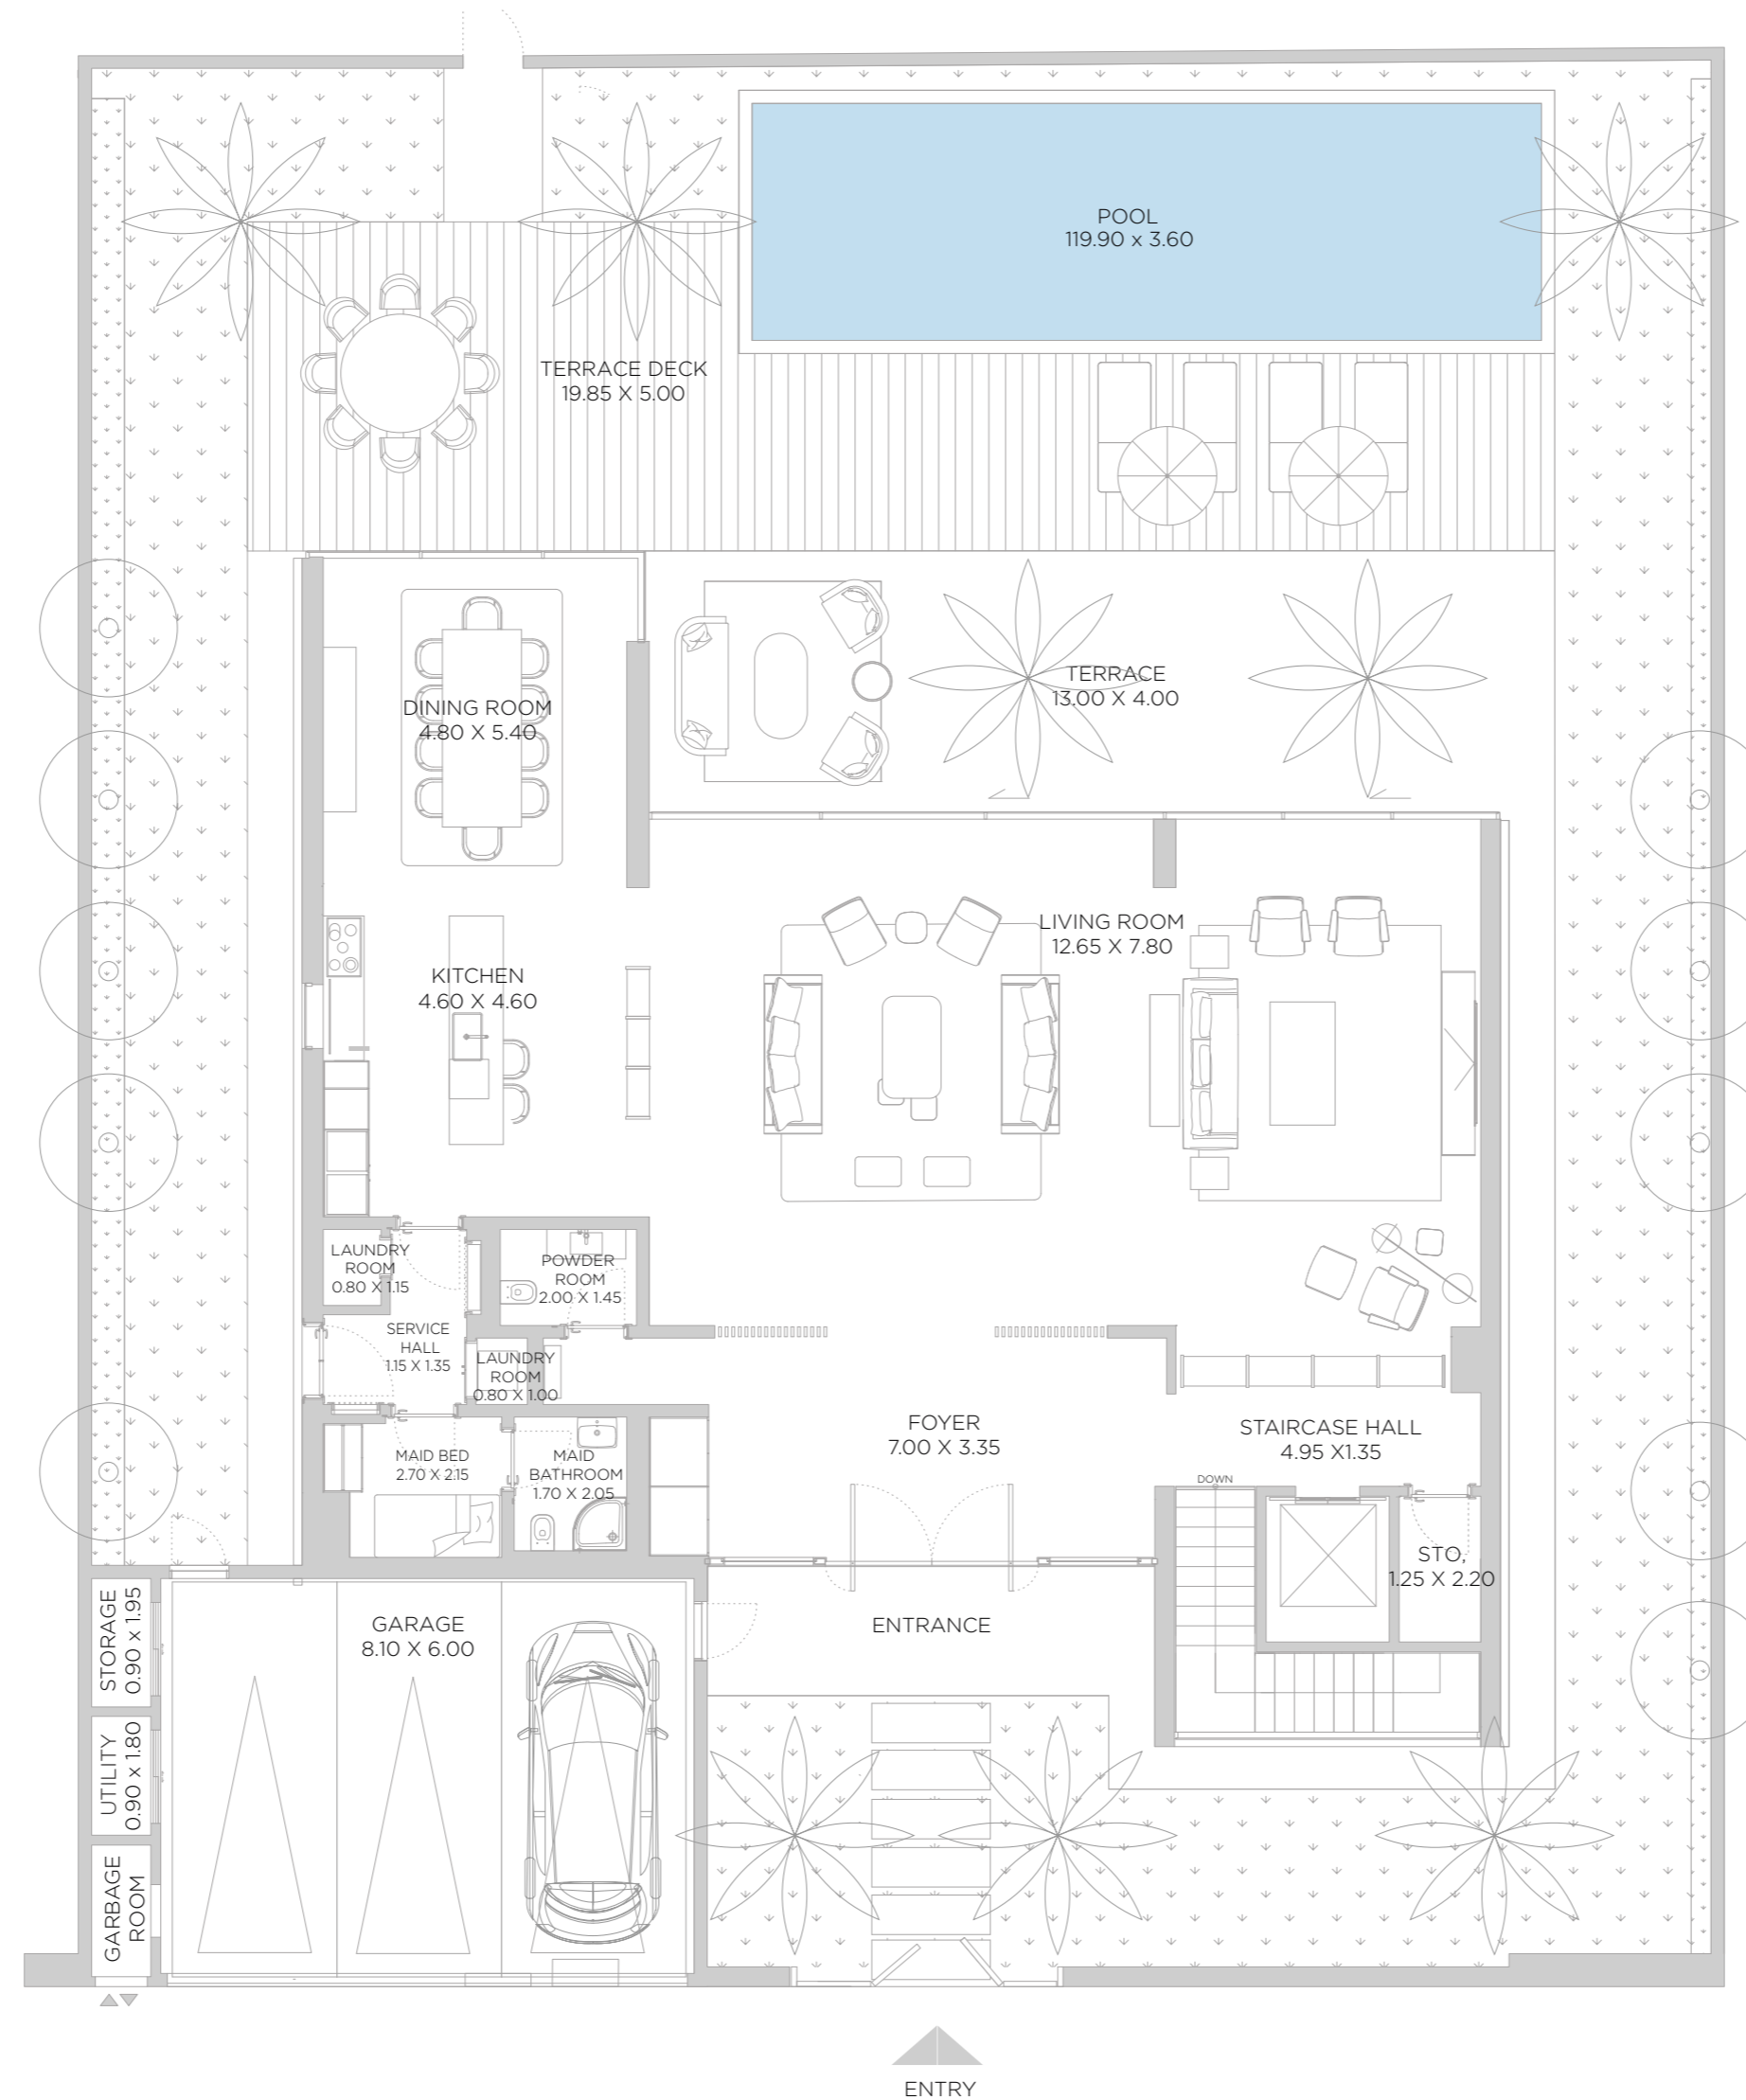 POOL
119.90 x 3.60
TERRACE DECK
19.85 X 5.00
TERRACE
13.00 X 4.00
DINING ROOM
4.80 X 5.40
LIVING ROOM
12.65 X 7.80
KITCHEN
4.60 X 4.60
LAUNDRY
ROOM
0.80 X 1.15
POWDER
ROOM
2.00 X 1.45
SERVICE
HALL
1.15 X 1.35
LAUNDRY
ROOM
0.80 X 1.00
FOYER
7.00 X 3.35
STAIRCASE HALL
4.95 X1.35
MAID BED
2.70 X 2.15
MAID
BATHROOM
1.70 X 2.05
DOWN
STO,
1.25 X 2.20
STORAGE
0.90 x 1.95
GARAGE
8.10 X 6.00
ENTRANCE
UTILITY
0.90 x 1.80
GARBAGE
ROOM
ENTRY